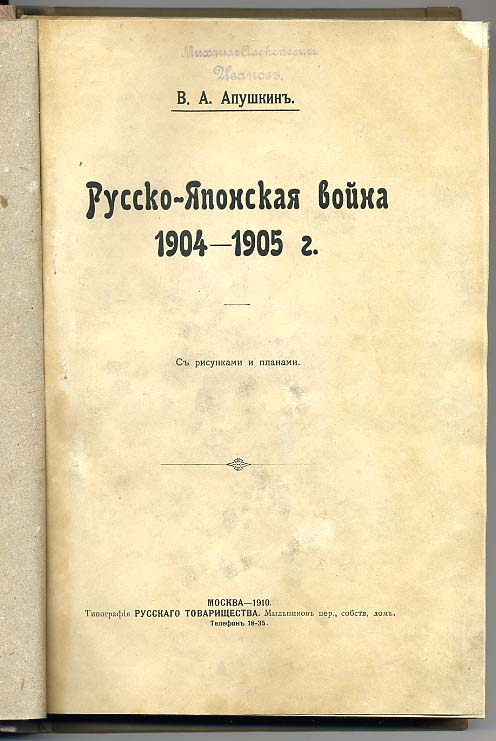 Михаилъ Алексѣевичъ
Ивановъ.
В. А. Апушкинъ.
Русско-Японская война
1904—1905 г.
Съ рисунками и планами.
МОСКВА—1910.
Типографія РУССКАГО ТОВАРИЩЕСТВА. Мыльниковъ пер., собств. домъ.
Телефонъ 18-35.